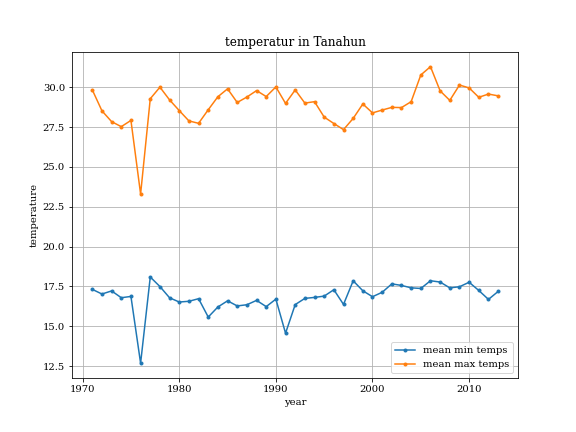 temperatur in Tanahun
30.0
27.5
25.0
22.5
20.0
17.5
15.0
12.5
temperature
1970 1980 1990 2000 2010
year
mean min temps
mean max temps